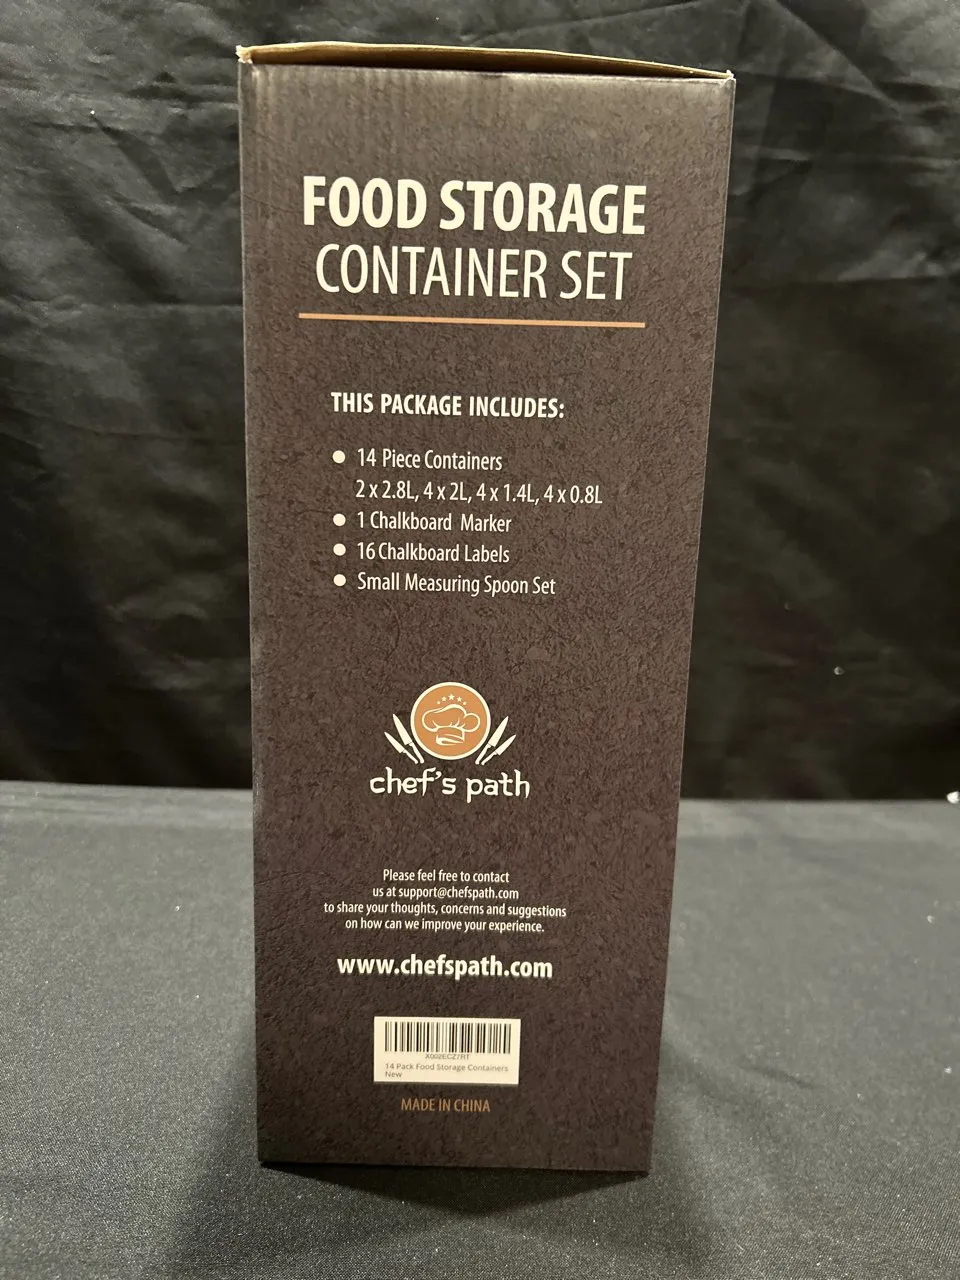 FOOD STORAGE
CONTAINER SET
THIS PACKAGE INCLUDES:
● 14 Piece Containers
2 x 2.8L, 4 x 2L, 4 x 1.4L, 4 x 0.8L
● 1 Chalkboard Marker
● 16 Chalkboard Labels
● Small Measuring Spoon Set
chef's path
Please feel free to contact
us at support@chefspath.com
to share your thoughts, concerns and suggestions
on how can we improve your experience.
www.chefspath.com
X002ECZ7RT
14 Pack Food Storage Containers
New
MADE IN CHINA